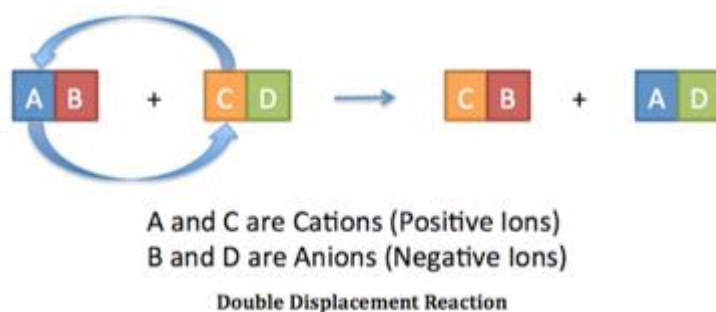 A B + C D C B + A D
A and C are Cations (Positive Ions)
B and D are Anions (Negative Ions)
Double Displacement Reaction